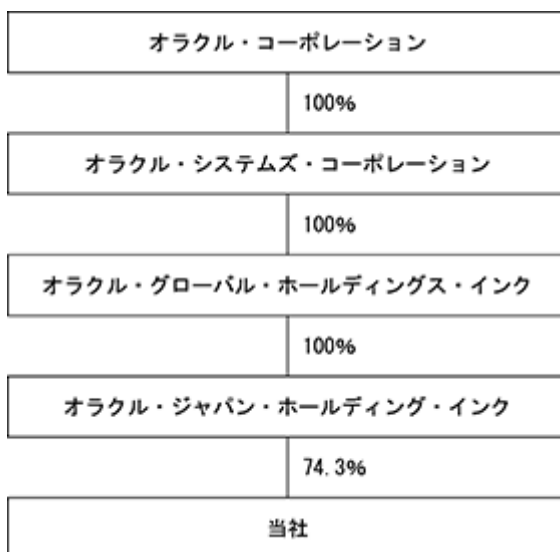 オラクル・コーポレーション
100%
オラクル・システムズ・コーポレーション
100%
オラクル・グローバル・ホールディングス・インク
100%
オラクル・ジャパン・ホールディング・インク
74.3%
当社